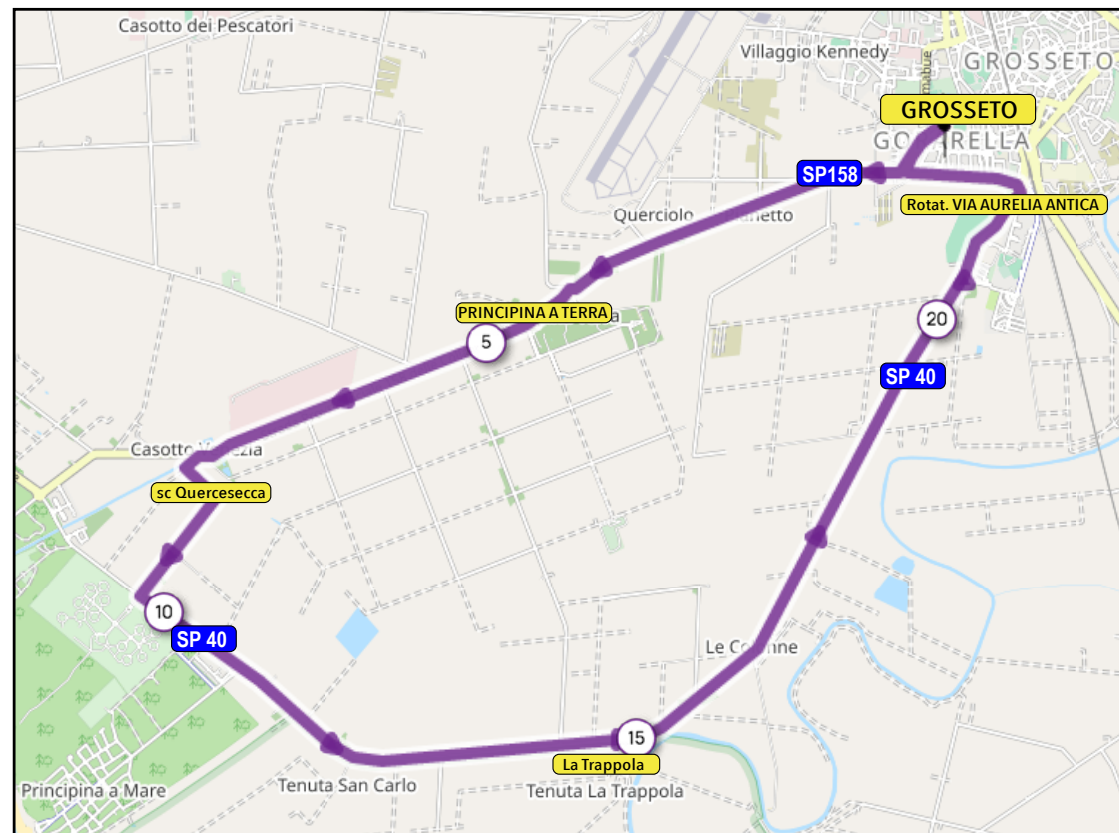 Casotto dei Pescatori
Villaggio Kennedy
GROSSETO
GROSSETO
SP158
Rotat. VIA AURELIA ANTICA
Querciolo
PRINCIPINA A TERRA
5
20
SP 40
Casotto Venezia
sc Quercesecca
10
SP 40
Le Colonne
15
La Trappola
Tenuta San Carlo
Tenuta La Trappola
Principina a Mare